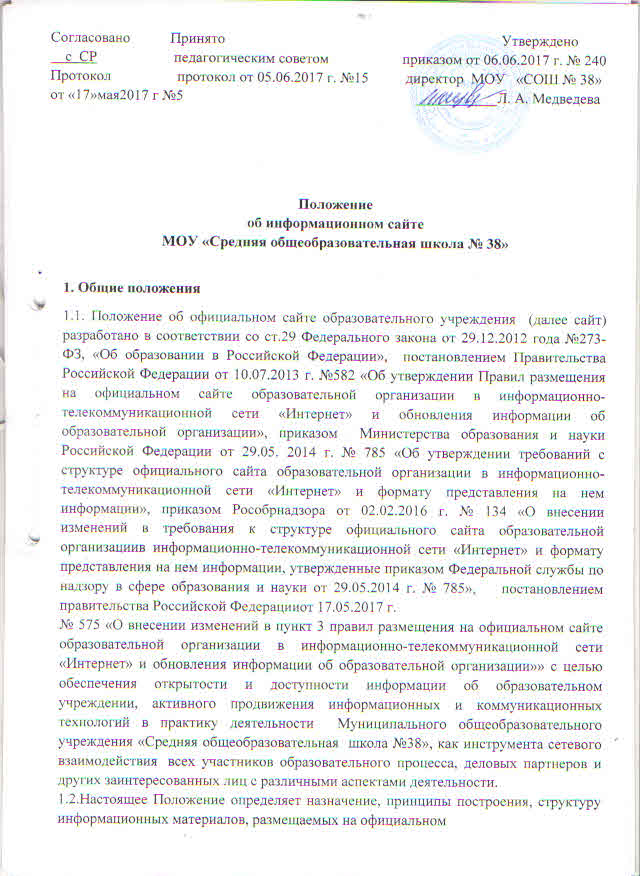 Согласовано Принято Утверждено
с СР педагогическим советом приказом от 06.06.2017 г. № 240
Протокол протокол от 05.06.2017 г. №15 директор МОУ «СОШ № 38»
от «17»мая2017 г №5 Л. А. Медведева
Положение
об информационном сайте
МОУ «Средняя общеобразовательная школа № 38»
1. Общие положения
1.1. Положение об официальном сайте образовательного учреждения (далее сайт)
разработано в соответствии со ст.29 Федерального закона от 29.12.2012 года №273-
ФЗ, «Об образовании в Российской Федерации», постановлением Правительства
Российской Федерации от 10.07.2013 г. №582 «Об утверждении Правил размещения
на официальном сайте образовательной организации в информационно-
телекоммуникационной сети «Интернет» и обновления информации об
образовательной организации», приказом Министерства образования и науки
Российской Федерации от 29.05. 2014 г. № 785 «Об утверждении требований с
структуре официального сайта образовательной организации в информационно-
телекоммуникационной сети «Интернет» и формату представления на нем
информации», приказом Рособрнадзора от 02.02.2016 г. № 134 «О внесении
изменений в требования к структуре официального сайта образовательной
организациив информационно-телекоммуникационной сети «Интернет» и формату
представления на нем информации, утвержденные приказом Федеральной службы по
надзору в сфере образования и науки от 29.05.2014 г. № 785», постановлением
правительства Российской Федерацииот 17.05.2017 г.
№ 575 «О внесении изменений в пункт 3 правил размещения на официальном сайте
образовательной организации в информационно-телекоммуникационной сети
«Интернет» и обновления информации об образовательной организации»» с целью
обеспечения открытости и доступности информации об образовательном
учреждении, активного продвижения информационных и коммуникационных
технологий в практику деятельности Муниципального общеобразовательного
учреждения «Средняя общеобразовательная школа №38», как инструмента сетевого
взаимодействия всех участников образовательного процесса, деловых партнеров и
других заинтересованных лиц с различными аспектами деятельности.
1.2.Настоящее Положение определяет назначение, принципы построения, структуру
информационных материалов, размещаемых на официальном